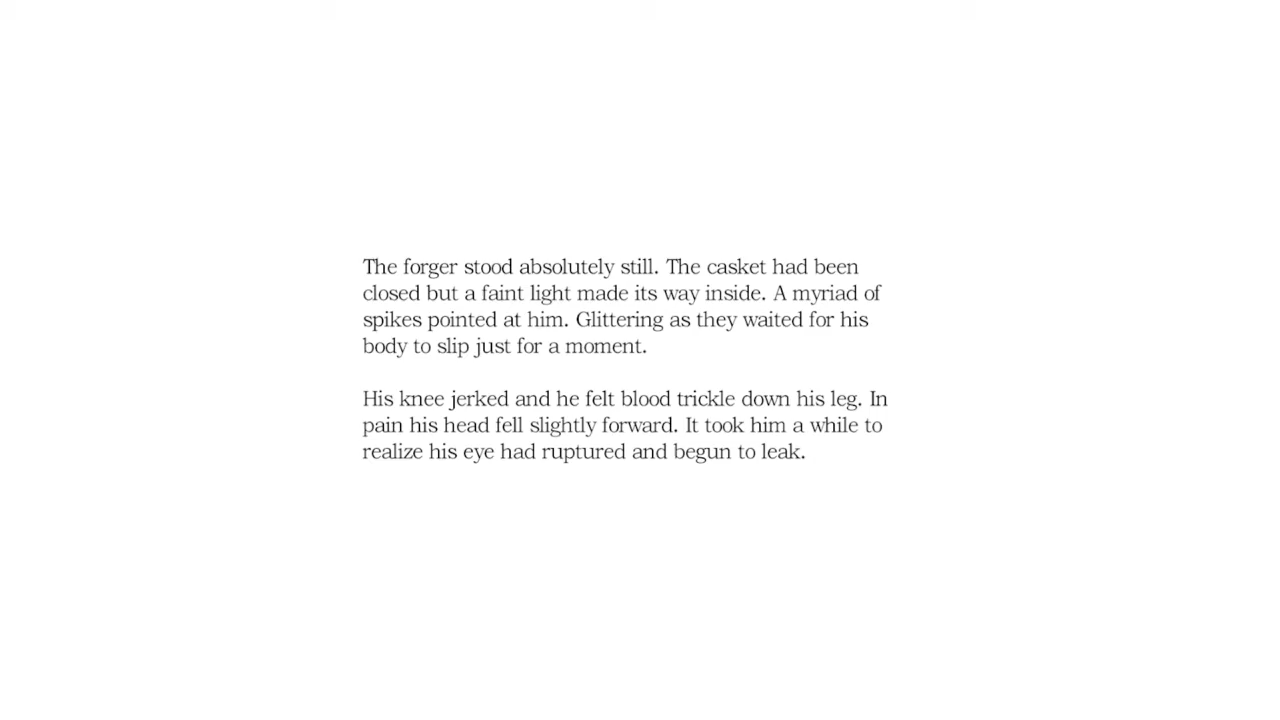 The forger stood absolutely still. The casket had been
closed but a faint light made its way inside. A myriad of
spikes pointed at him. Glittering as they waited for his
body to slip just for a moment.
His knee jerked and he felt blood trickle down his leg. In
pain his head fell slightly forward. It took him a while to
realize his eye had ruptured and begun to leak.